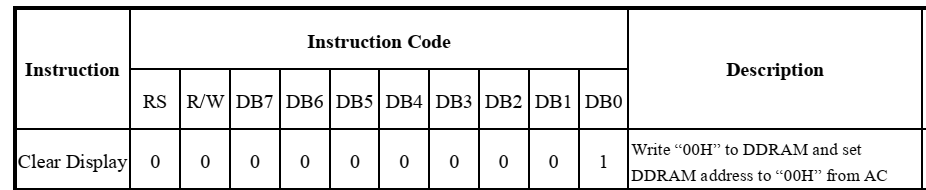 Instruction
Instruction Code
Description
RS R/W DB7 DB6 DB5 DB4 DB3 DB2 DB1 DB0
Clear Display 0 0 0 0 0 0 0 0 0 1 Write “00H” to DDRAM and set
DDRAM address to “00H” from AC